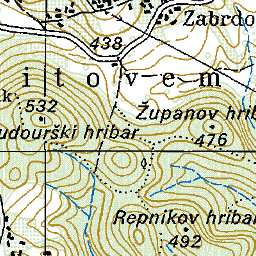 Zabrdo
438
i t o v e m
k.
532
Županov hrib
udourški hribar
476
Repnikov hribar
492